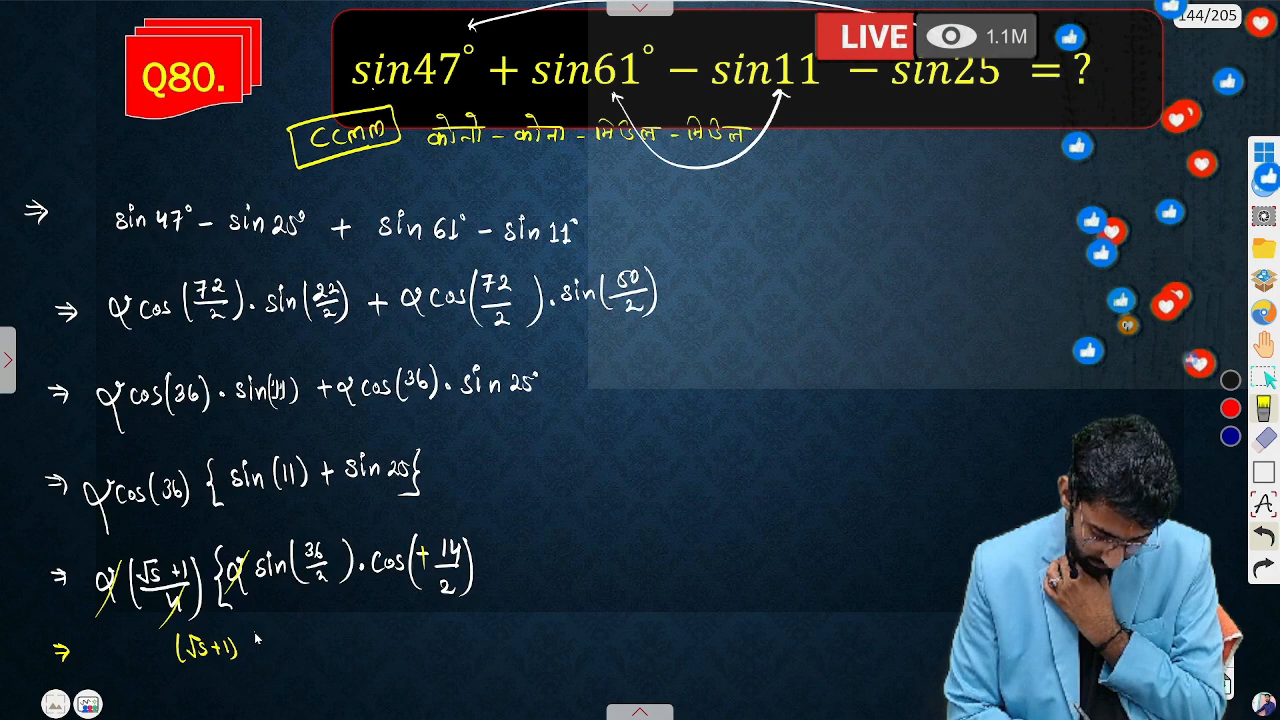 144/205
LIVE 1.1M
Q80. sin47° + sin61° − sin11 − sin25 = ?
CCMM कोना - कोना - मिडिल - मिडिल
⇒ sin 47° − sin 25° + sin 61° − sin 11°
⇒ 2 cos (72/2) · sin(22/2) + 2 cos(72/2) · sin(50/2)
⇒ 2 cos(36) · sin(11) + 2 cos(36) · sin 25°
⇒ 2 cos(36) { sin (11) + sin 25}
⇒ 2 (√5 +1/4) {2 sin(36/2) · cos(+ 14/2)
⇒ (√5+1)